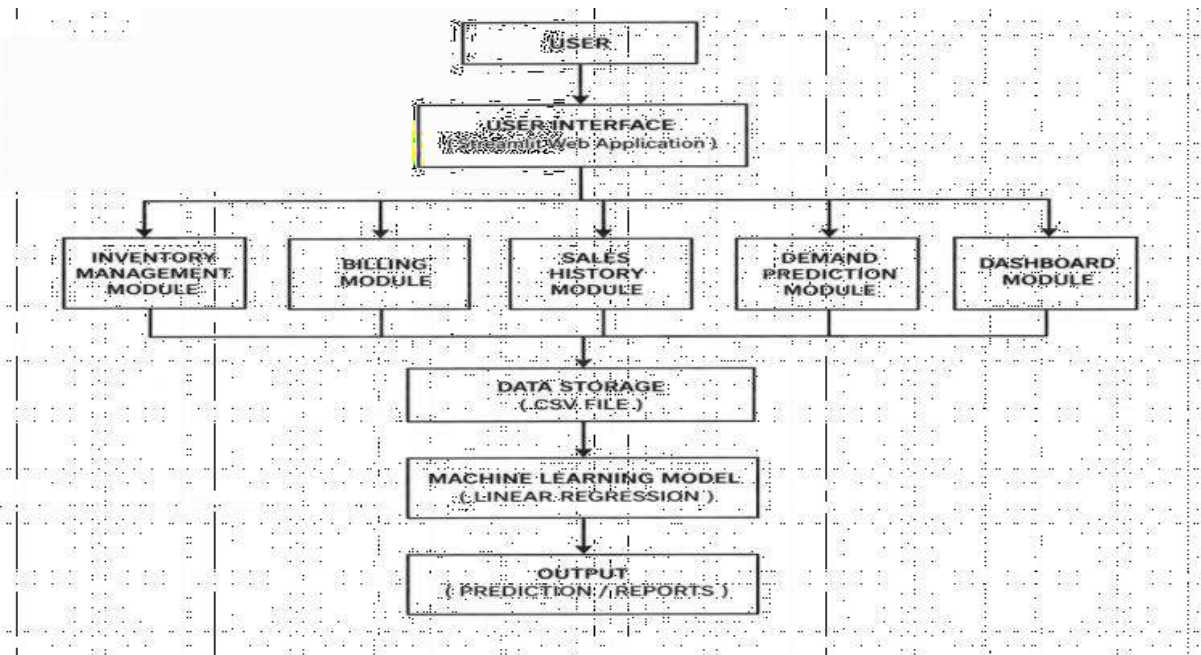 USER
USER INTERFACE
( Streamlit Web Application )
INVENTORY
MANAGEMENT
MODULE
BILLING
MODULE
SALES
HISTORY
MODULE
DEMAND
PREDICTION
MODULE
DASHBOARD
MODULE
DATA STORAGE
( .CSV FILE )
MACHINE LEARNING MODEL
( LINEAR REGRESSION )
OUTPUT
( PREDICTION / REPORTS )